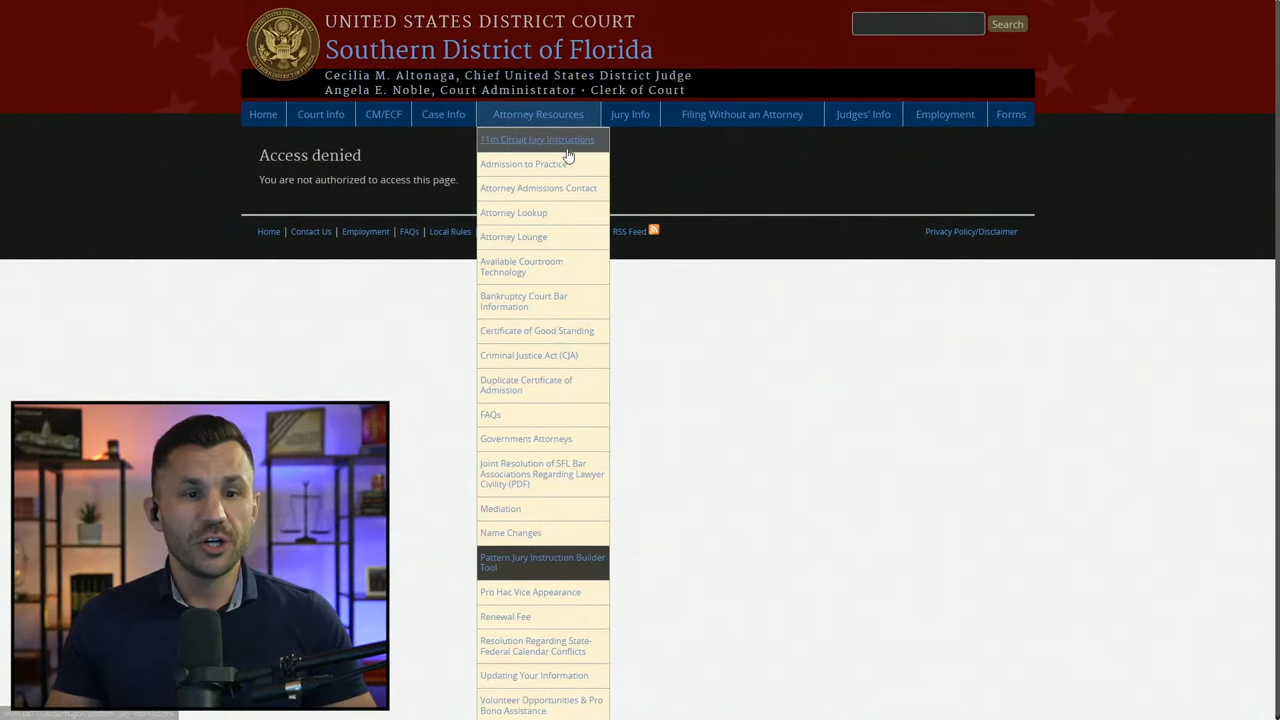 UNITED STATES DISTRICT COURT
Southern District of Florida
Cecilia M. Altonaga, Chief United States District Judge
Angela E. Noble, Court Administrator • Clerk of Court
Search
Home
Court Info
CM/ECF
Case Info
Attorney Resources
Jury Info
Filing Without an Attorney
Judges' Info
Employment
Forms
Access denied
You are not authorized to access this page.
11th Circuit Jury Instructions
Admission to Practice
Attorney Admissions Contact
Attorney Lookup
Attorney Lounge
Available Courtroom
Technology
Bankruptcy Court Bar
Information
Certificate of Good Standing
Criminal Justice Act (CJA)
Duplicate Certificate of
Admission
FAQs
Government Attorneys
Joint Resolution of SFL Bar
Associations Regarding Lawyer
Civility (PDF)
Mediation
Name Changes
Pattern Jury Instruction Builder
Tool
Pro Hac Vice Appearance
Renewal Fee
Resolution Regarding State-
Federal Calendar Conflicts
Updating Your Information
Volunteer Opportunities & Pro
Bono Assistance
Home | Contact Us | Employment | FAQs | Local Rules
RSS Feed
Privacy Policy/Disclaimer